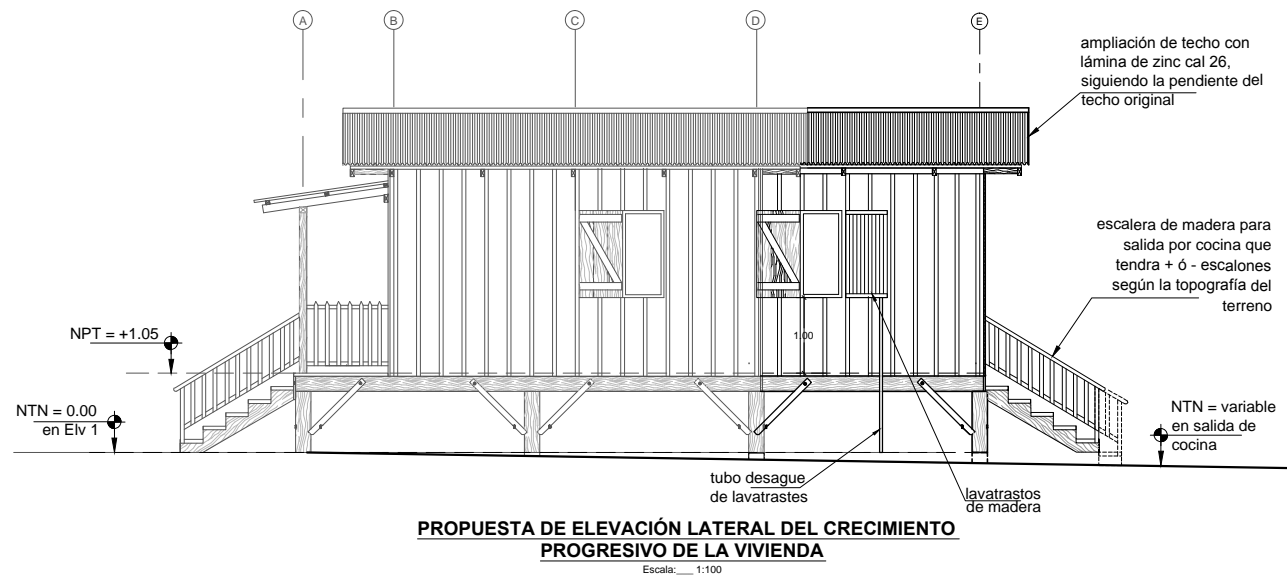 A
B
C
D
E
ampliación de techo con
lámina de zinc cal 26,
siguiendo la pendiente del
techo original
escalera de madera para
salida por cocina que
tendra + ó - escalones
según la topografía del
terreno
NPT = +1.05
1.00
NTN = 0.00
en Elv 1
NTN = variable
en salida de
cocina
tubo desague
de lavatrastes
lavatrastos
de madera
PROPUESTA DE ELEVACIÓN LATERAL DEL CRECIMIENTO
PROGRESIVO DE LA VIVIENDA
Escala:___ 1:100